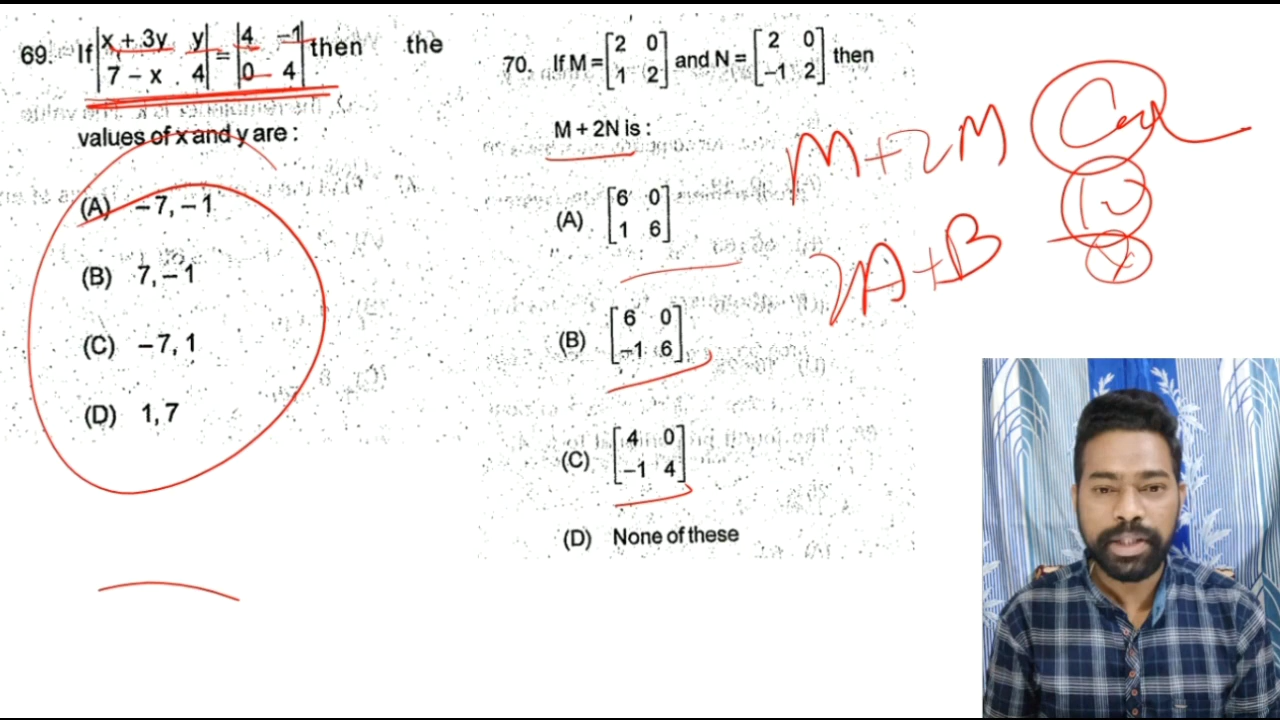 69. If |x + 3y y| = |4 −1| then the
|7 − x 4| |0 4|
values of x and y are :
(A) −7, −1
(B) 7, −1
(C) −7, 1
(D) 1, 7
70. If M = [2 0] and N = [2 0] then
[1 2] [−1 2]
M + 2N is :
(A) [6 0]
[1 6]
(B) [6 0]
[−1 6]
(C) [4 0]
[−1 4]
(D) None of these
M+2M
A+B